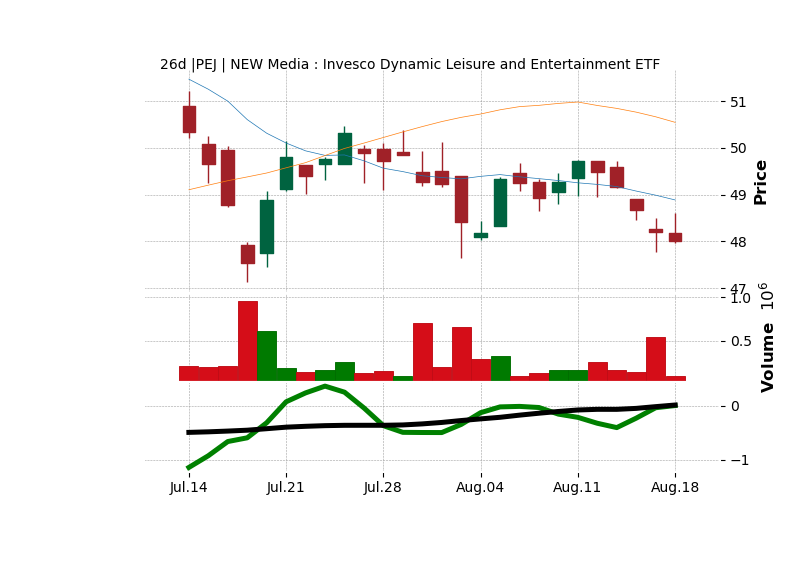 26d |PEJ | NEW Media : Invesco Dynamic Leisure and Entertainment ETF
51
50
49
48
47
Price
1.0
0.5
Volume 10^6
0
−1
Jul.14 Jul.21 Jul.28 Aug.04 Aug.11 Aug.18